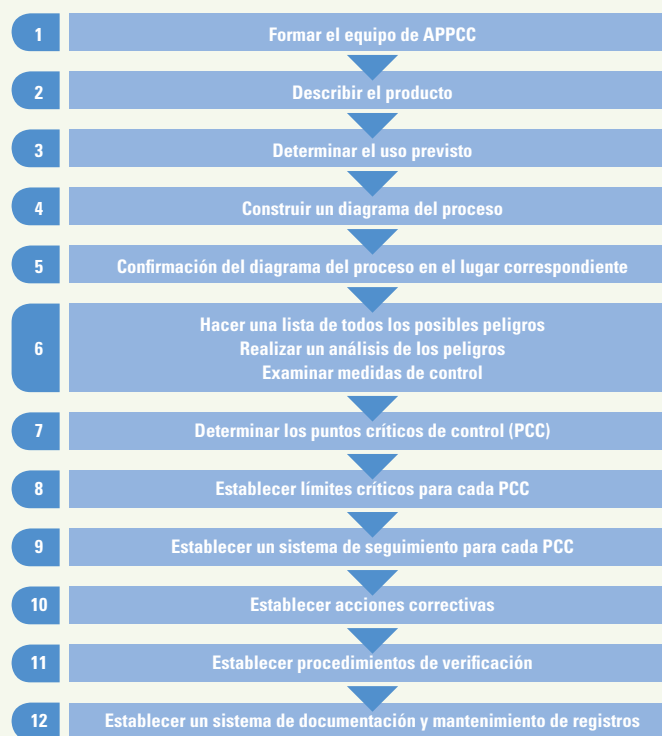 1 Formar el equipo de APPCC
2 Describir el producto
3 Determinar el uso previsto
4 Construir un diagrama del proceso
5 Confirmación del diagrama del proceso en el lugar correspondiente
6 Hacer una lista de todos los posibles peligros
Realizar un análisis de los peligros
Examinar medidas de control
7 Determinar los puntos críticos de control (PCC)
8 Establecer límites críticos para cada PCC
9 Establecer un sistema de seguimiento para cada PCC
10 Establecer acciones correctivas
11 Establecer procedimientos de verificación
12 Establecer un sistema de documentación y mantenimiento de registros